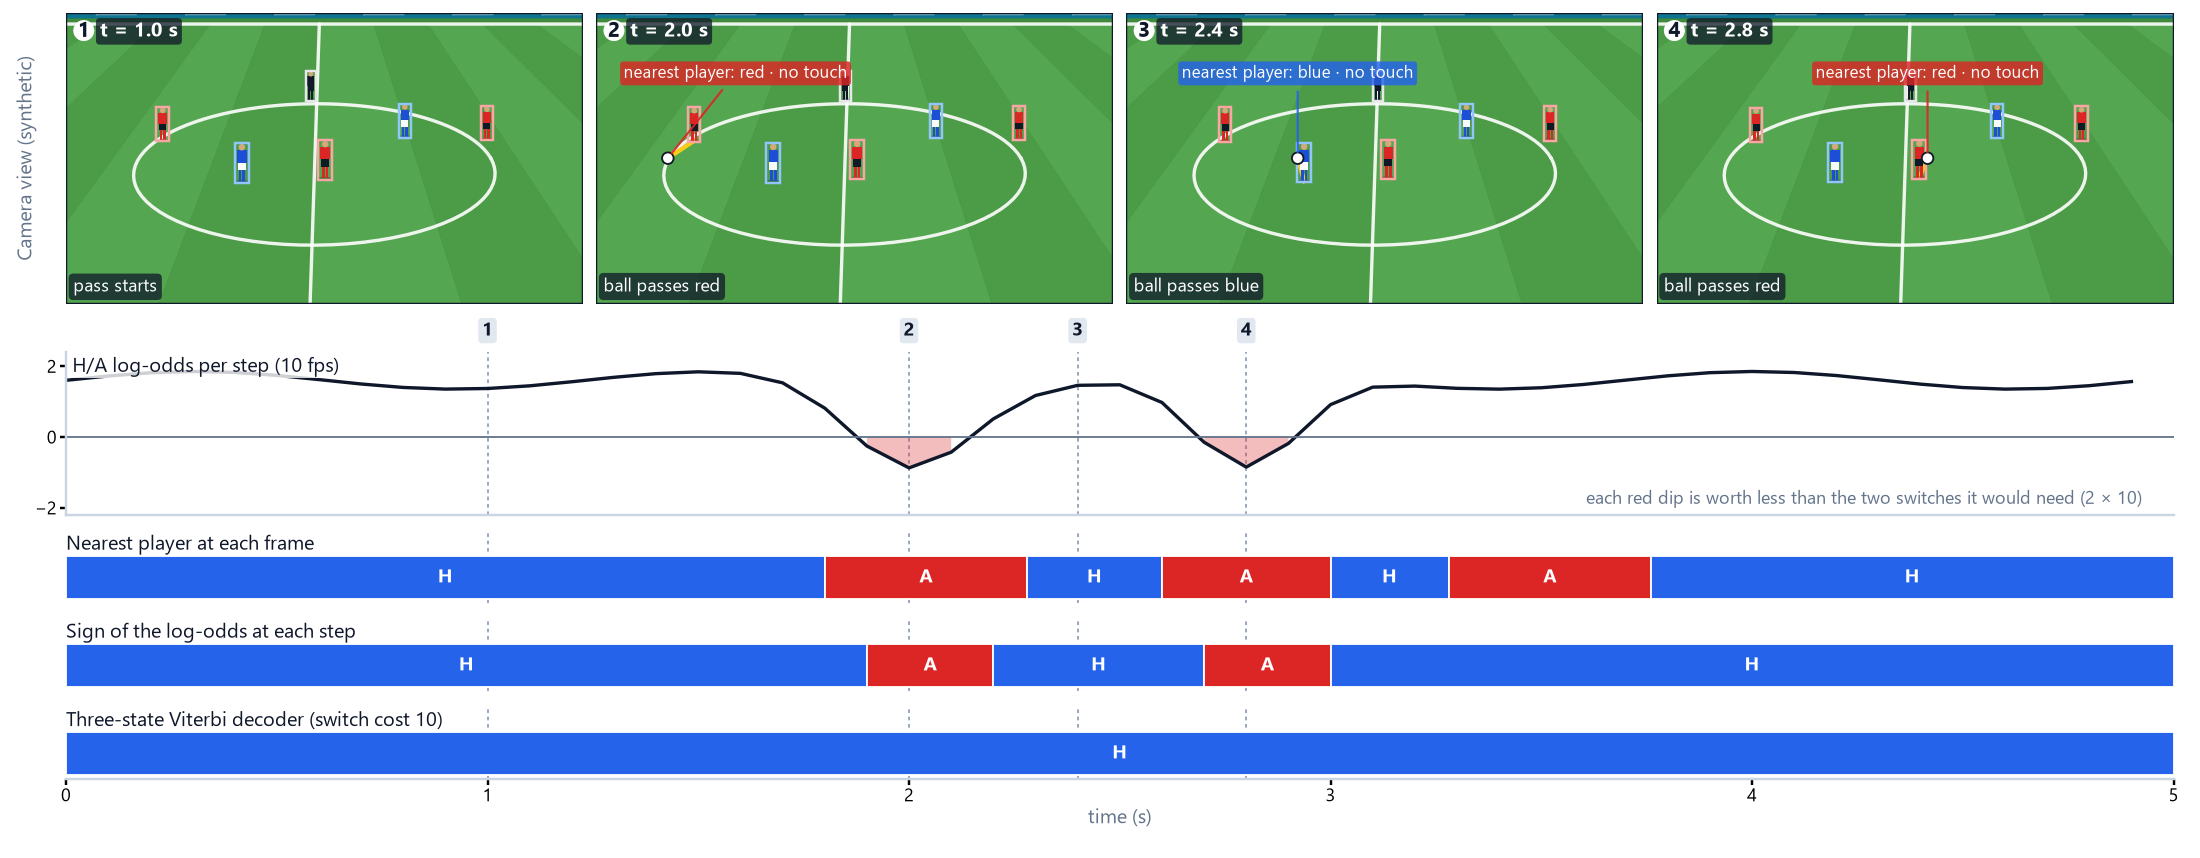 Camera view (synthetic)
1 t = 1.0 s
pass starts
2 t = 2.0 s
nearest player: red · no touch
ball passes red
3 t = 2.4 s
nearest player: blue · no touch
ball passes blue
4 t = 2.8 s
nearest player: red · no touch
ball passes red
1 2 3 4
H/A log-odds per step (10 fps)
2
0
−2
each red dip is worth less than the two switches it would need (2 × 10)
Nearest player at each frame
H A H A H A H
Sign of the log-odds at each step
H A H A H
Three-state Viterbi decoder (switch cost 10)
H
0 1 2 3 4 5
time (s)